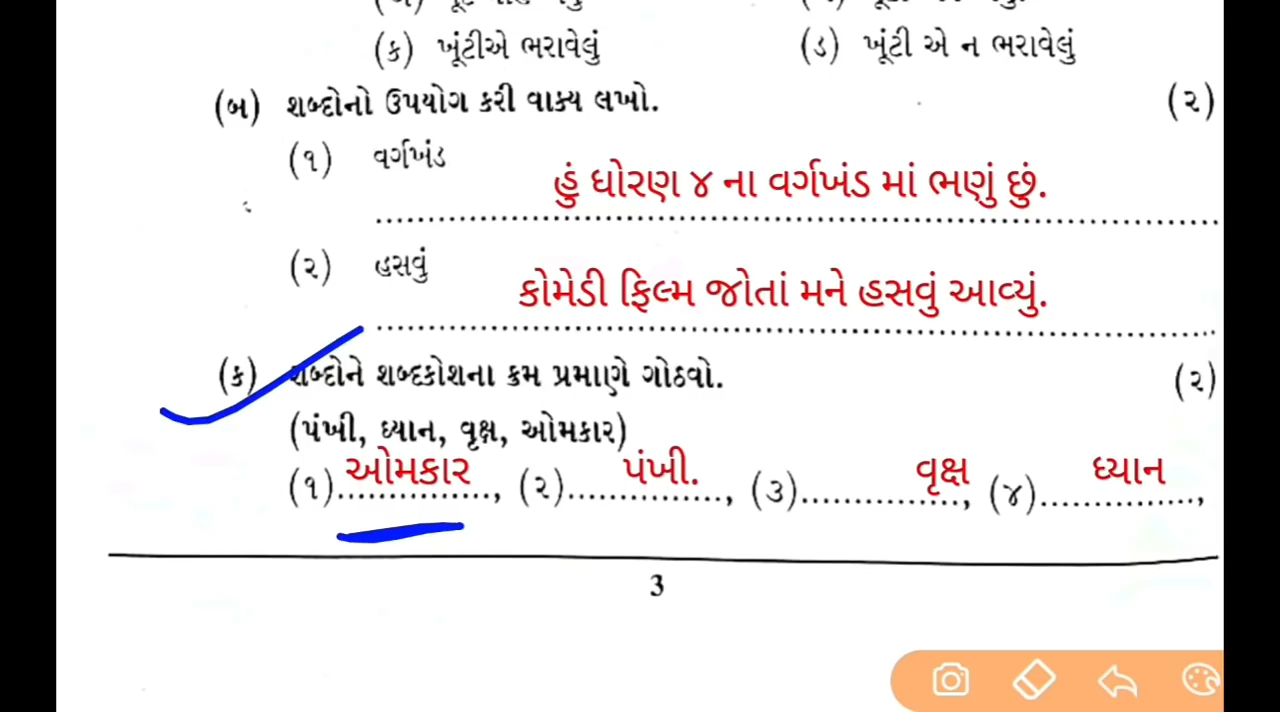 (ક) ખૂંટીએ ભરાવેલું (ડ) ખૂંટી એ ન ભરાવેલું
(બ) શબ્દોનો ઉપયોગ કરી વાક્ય લખો. (૨)
(૧) વર્ગખંડ
હું ધોરણ ૪ ના વર્ગખંડ માં ભણું છું.
(૨) હસવું
કોમેડી ફિલ્મ જોતાં મને હસવું આવ્યું.
(ક) શબ્દોને શબ્દકોશના ક્રમ પ્રમાણે ગોઠવો. (૨)
(પંખી, ધ્યાન, વૃક્ષ, ઓમકાર)
(૧) ઓમકાર, (૨) પંખી., (૩) વૃક્ષ, (૪) ધ્યાન,
3